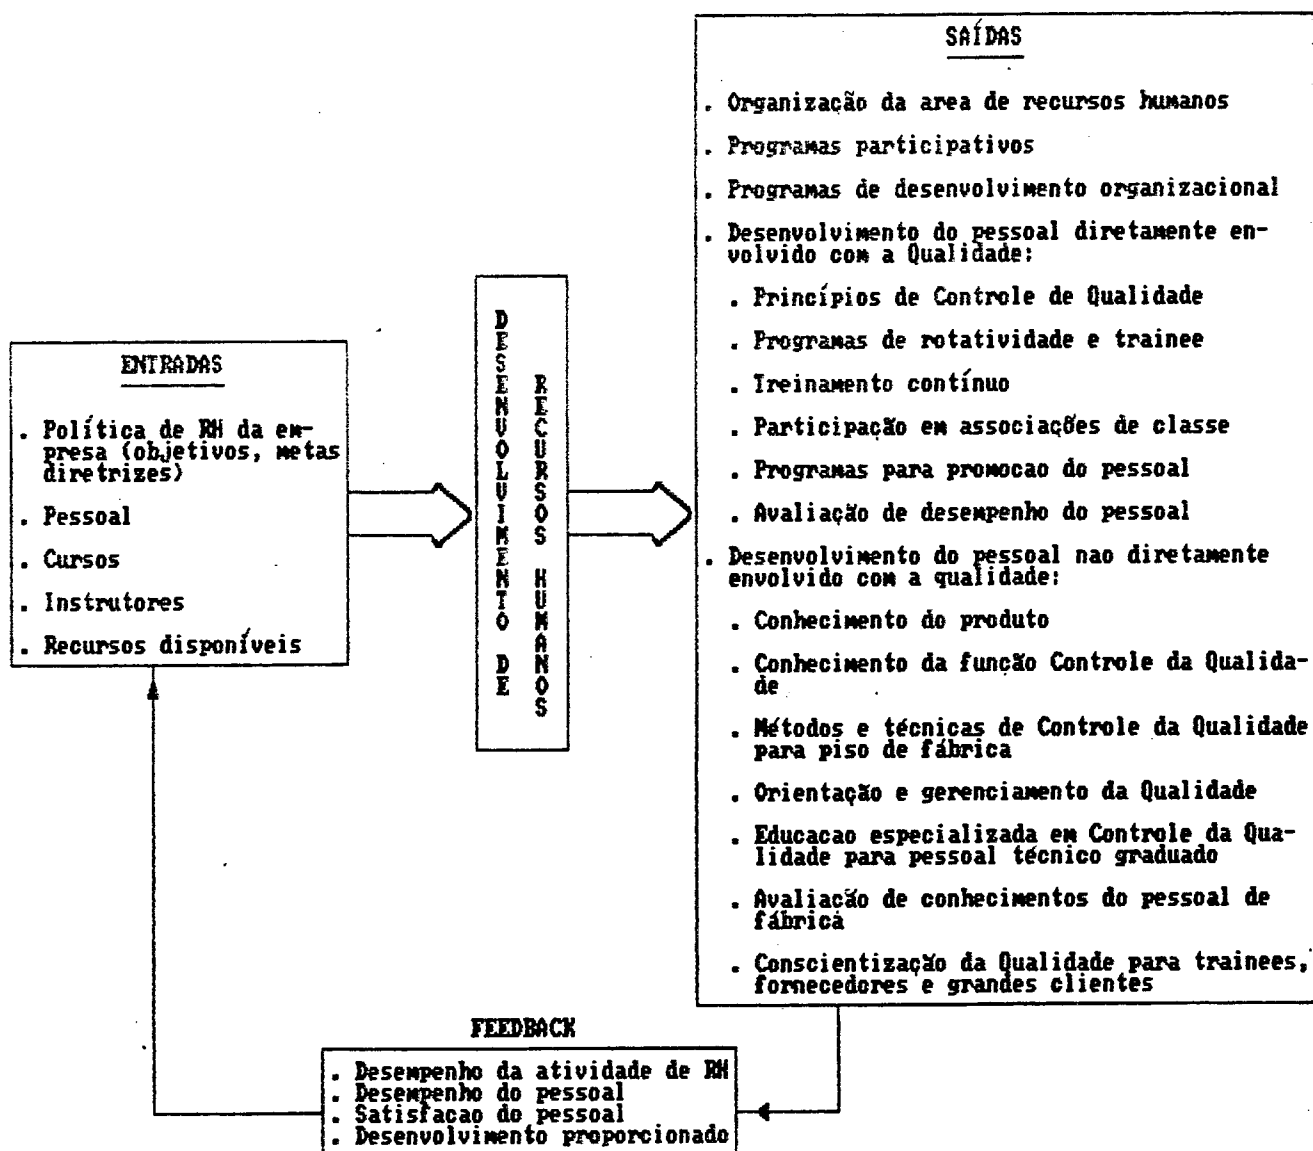 ENTRADAS
. Política de RH da em-
presa (objetivos, metas
diretrizes)
. Pessoal
. Cursos
. Instrutores
. Recursos disponíveis
DESENVOLVIMENTO DE
RECURSOS HUMANOS
SAÍDAS
. Organização da area de recursos humanos
. Programas participativos
. Programas de desenvolvimento organizacional
. Desenvolvimento do pessoal diretamente en-
volvido com a Qualidade:
. Princípios de Controle de Qualidade
. Programas de rotatividade e trainee
. Treinamento contínuo
. Participação em associações de classe
. Programas para promocao do pessoal
. Avaliação de desempenho do pessoal
. Desenvolvimento do pessoal nao diretamente
envolvido com a qualidade:
. Conhecimento do produto
. Conhecimento da função Controle da Qualida-
de
. Métodos e técnicas de Controle da Qualidade
para piso de fábrica
. Orientação e gerenciamento da Qualidade
. Educacao especializada em Controle da Qua-
lidade para pessoal técnico graduado
. Avaliação de conhecimentos do pessoal de
fábrica
. Conscientização da Qualidade para trainees,
fornecedores e grandes clientes
FEEDBACK
. Desempenho da atividade de RH
. Desempenho do pessoal
. Satisfacao do pessoal
. Desenvolvimento proporcionado